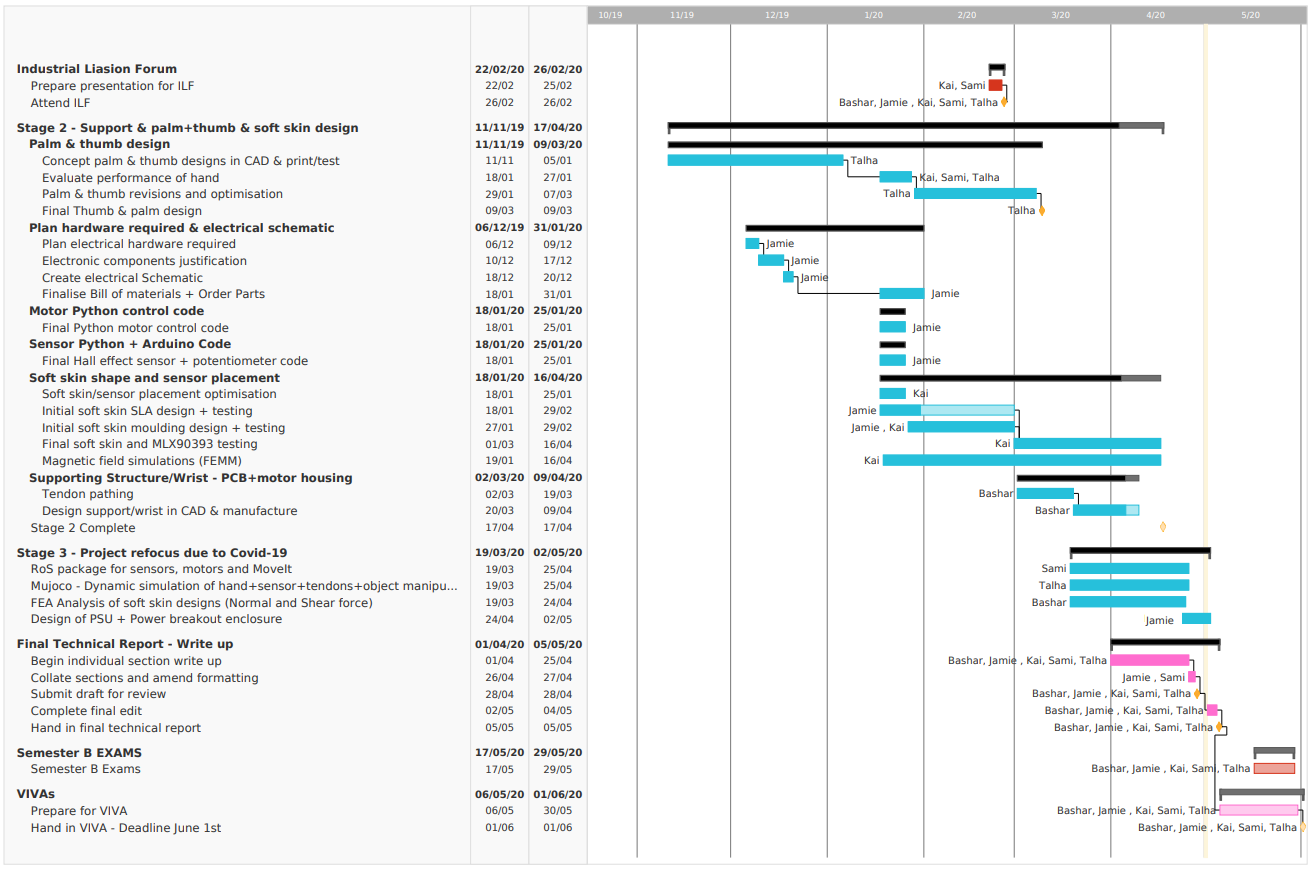 10/19 11/19 12/19 1/20 2/20 3/20 4/20 5/20
Industrial Liasion Forum 22/02/20 26/02/20
Prepare presentation for ILF 22/02 25/02 Kai, Sami
Attend ILF 26/02 26/02 Bashar, Jamie , Kai, Sami, Talha
Stage 2 - Support & palm+thumb & soft skin design 11/11/19 17/04/20
Palm & thumb design 11/11/19 09/03/20
Concept palm & thumb designs in CAD & print/test 11/11 05/01 Talha
Evaluate performance of hand 18/01 27/01 Kai, Sami, Talha
Palm & thumb revisions and optimisation 29/01 07/03 Talha
Final Thumb & palm design 09/03 09/03 Talha
Plan hardware required & electrical schematic 06/12/19 31/01/20
Plan electrical hardware required 06/12 09/12 Jamie
Electronic components justification 10/12 17/12 Jamie
Create electrical Schematic 18/12 20/12 Jamie
Finalise Bill of materials + Order Parts 18/01 31/01 Jamie
Motor Python control code 18/01/20 25/01/20
Final Python motor control code 18/01 25/01 Jamie
Sensor Python + Arduino Code 18/01/20 25/01/20
Final Hall effect sensor + potentiometer code 18/01 25/01 Jamie
Soft skin shape and sensor placement 18/01/20 16/04/20
Soft skin/sensor placement optimisation 18/01 25/01 Kai
Initial soft skin SLA design + testing 18/01 29/02 Jamie
Initial soft skin moulding design + testing 27/01 29/02 Jamie , Kai
Final soft skin and MLX90393 testing 01/03 16/04 Kai
Magnetic field simulations (FEMM) 19/01 16/04 Kai
Supporting Structure/Wrist - PCB+motor housing 02/03/20 09/04/20
Tendon pathing 02/03 19/03 Bashar
Design support/wrist in CAD & manufacture 20/03 09/04 Bashar
Stage 2 Complete 17/04 17/04
Stage 3 - Project refocus due to Covid-19 19/03/20 02/05/20
RoS package for sensors, motors and MoveIt 19/03 25/04 Sami
Mujoco - Dynamic simulation of hand+sensor+tendons+object manipu... 19/03 25/04 Talha
FEA Analysis of soft skin designs (Normal and Shear force) 19/03 24/04 Bashar
Design of PSU + Power breakout enclosure 24/04 02/05 Jamie
Final Technical Report - Write up 01/04/20 05/05/20
Begin individual section write up 01/04 25/04 Bashar, Jamie , Kai, Sami, Talha
Collate sections and amend formatting 26/04 27/04 Jamie , Sami
Submit draft for review 28/04 28/04 Bashar, Jamie , Kai, Sami, Talha
Complete final edit 02/05 04/05 Bashar, Jamie , Kai, Sami, Talha
Hand in final technical report 05/05 05/05 Bashar, Jamie , Kai, Sami, Talha
Semester B EXAMS 17/05/20 29/05/20
Semester B Exams 17/05 29/05 Bashar, Jamie , Kai, Sami, Talha
VIVAs 06/05/20 01/06/20
Prepare for VIVA 06/05 30/05 Bashar, Jamie , Kai, Sami, Talha
Hand in VIVA - Deadline June 1st 01/06 01/06 Bashar, Jamie , Kai, Sami, Talha